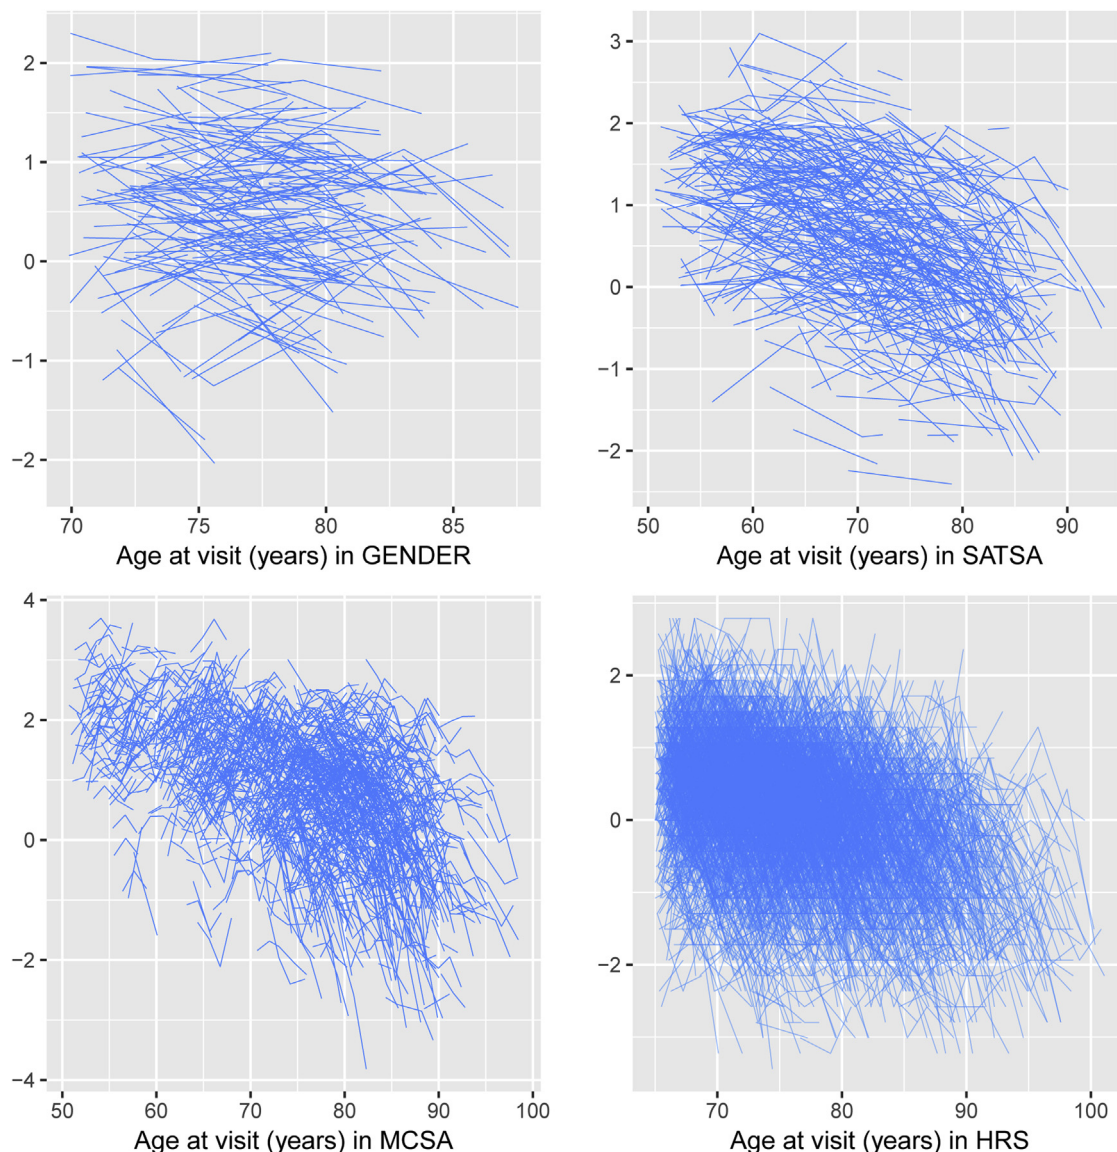 2
1
0
−1
−2
70 75 80 85
Age at visit (years) in GENDER
3
2
1
0
−1
−2
50 60 70 80 90
Age at visit (years) in SATSA
4
2
0
−2
−4
50 60 70 80 90 100
Age at visit (years) in MCSA
2
0
−2
70 80 90 100
Age at visit (years) in HRS